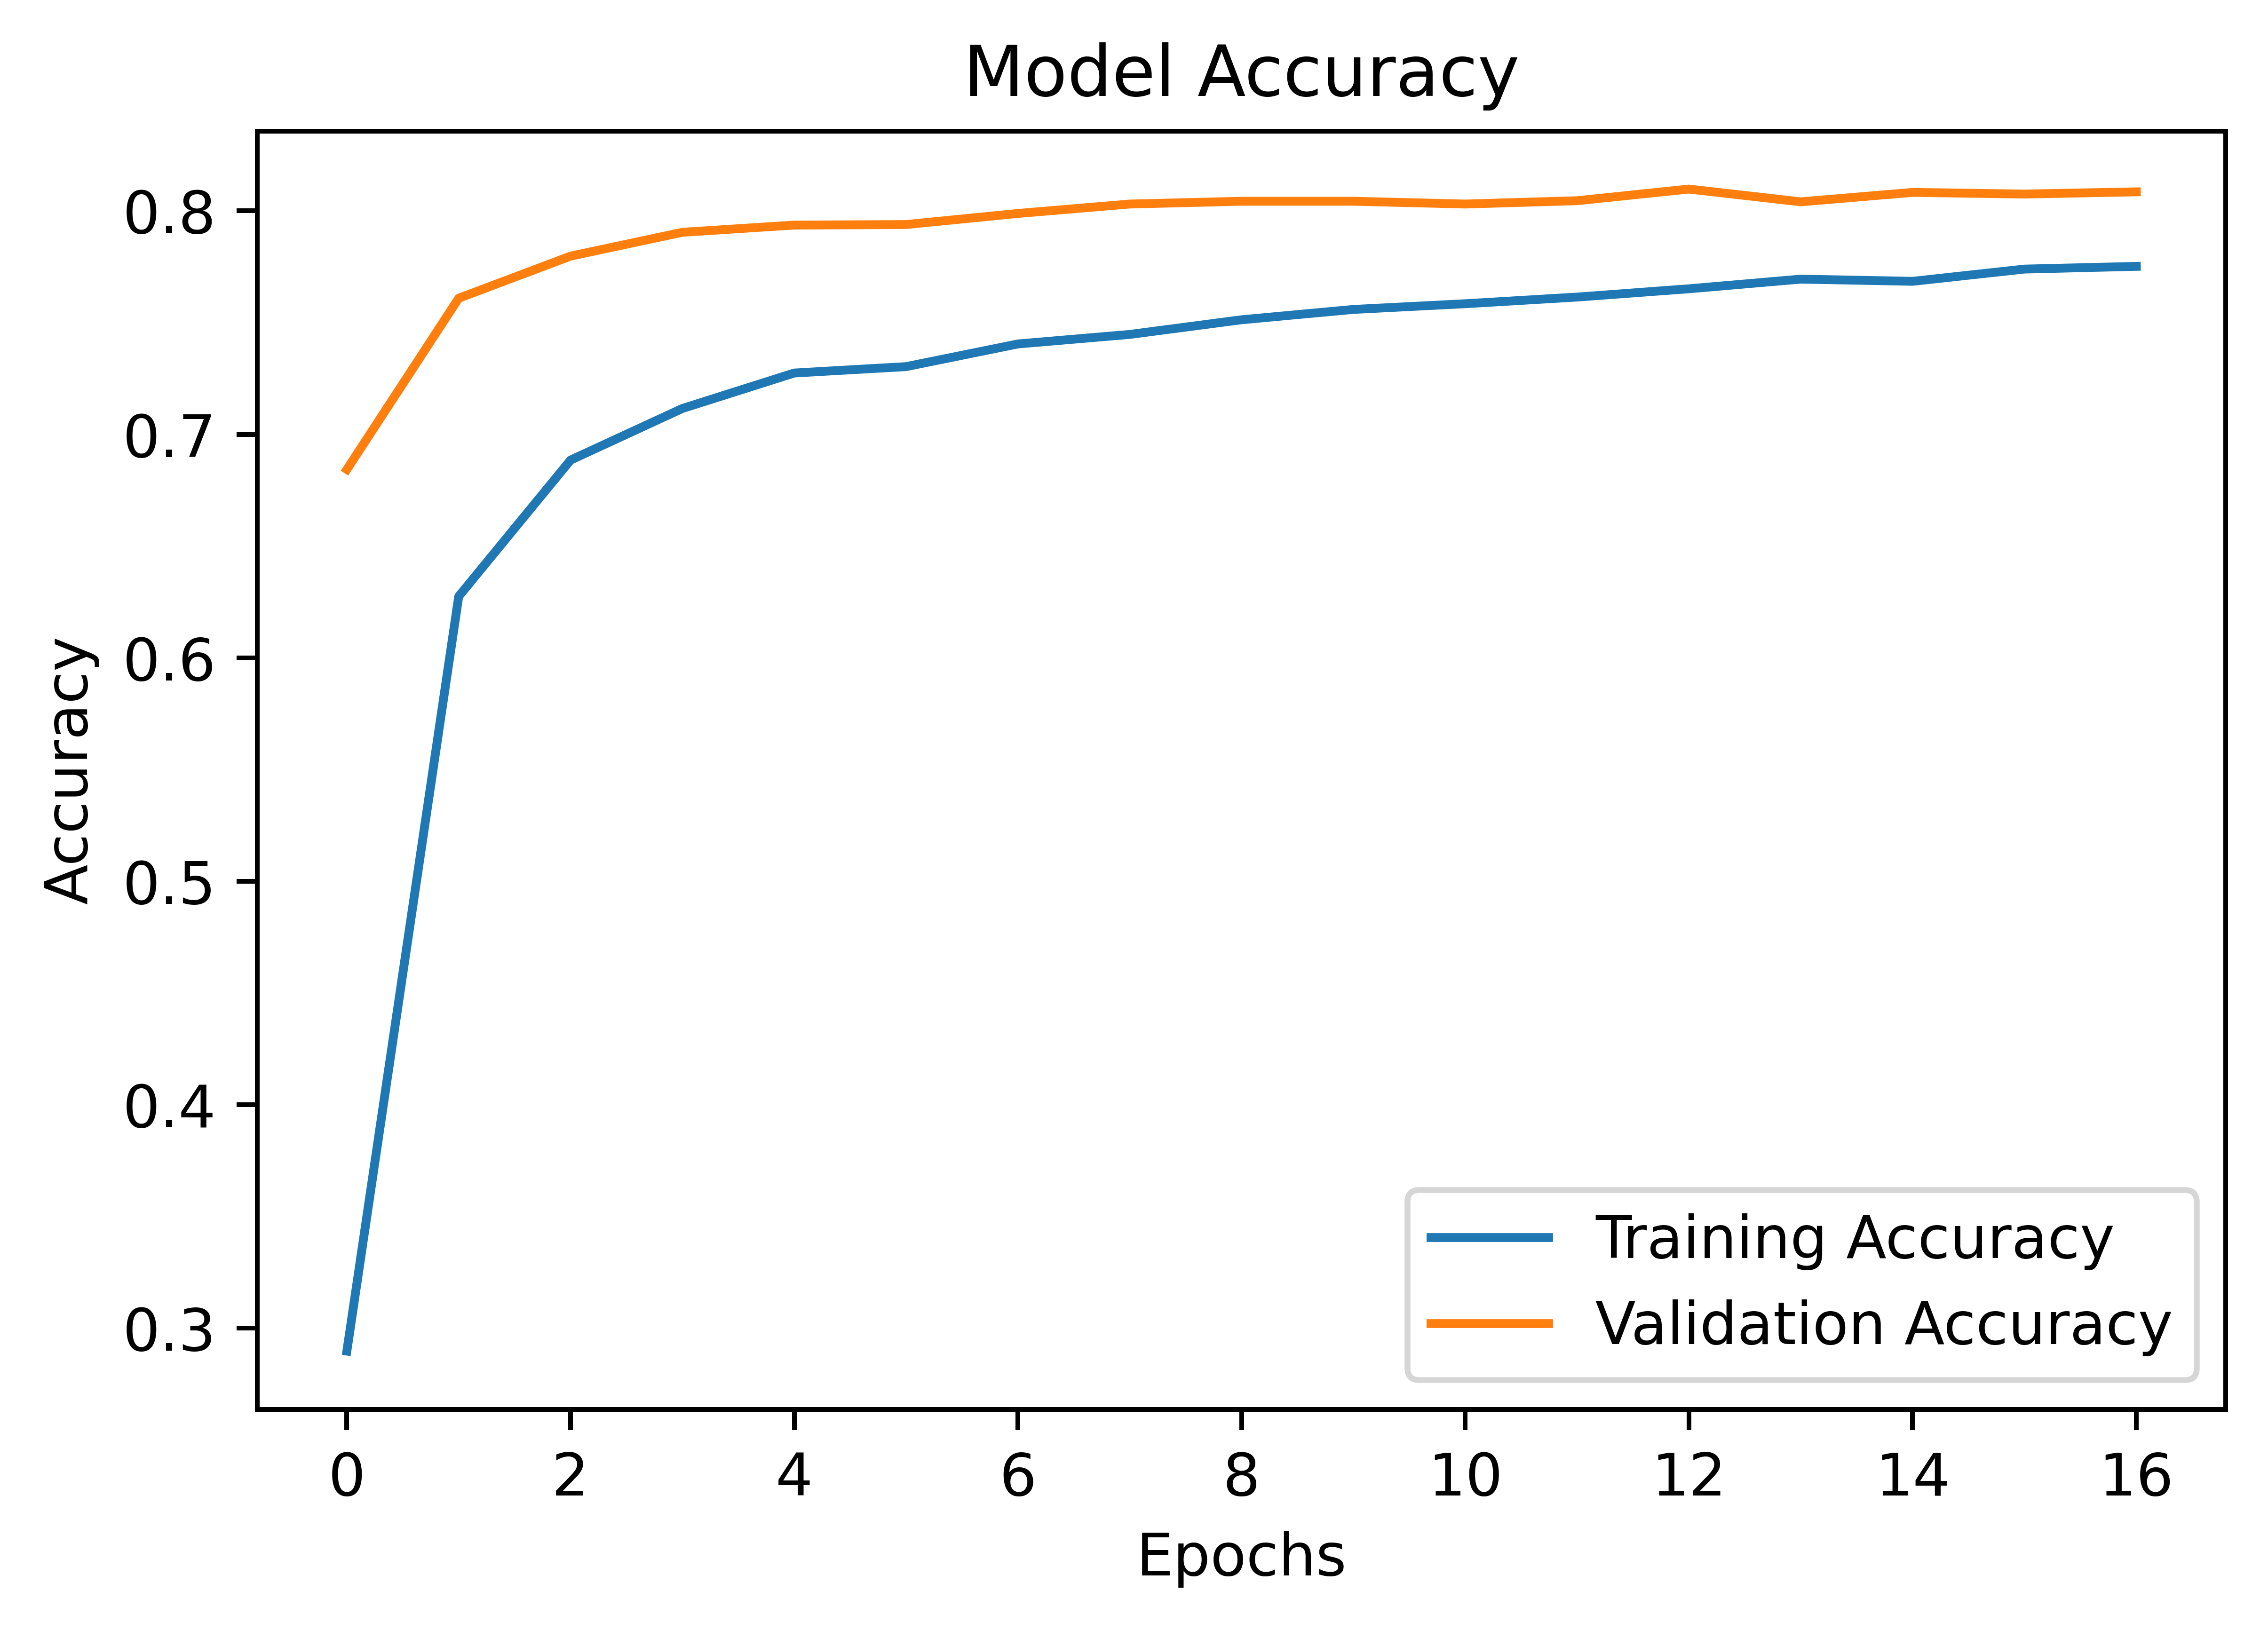 Model Accuracy
0.8
0.7
0.6
0.5
0.4
0.3
Accuracy
Training Accuracy
Validation Accuracy
0 2 4 6 8 10 12 14 16
Epochs